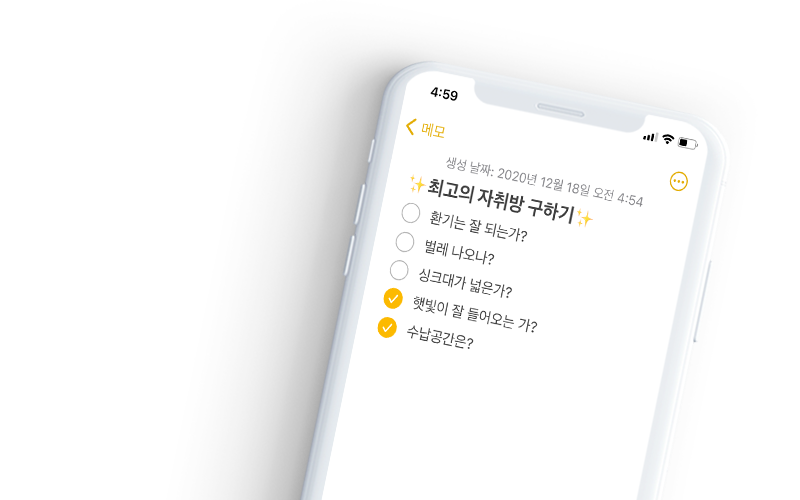 4:59
메모
생성 날짜: 2020년 12월 18일 오전 4:54
✨최고의 자취방 구하기✨
환기는 잘 되는가?
벌레 나오나?
싱크대가 넓은가?
햇빛이 잘 들어오는 가?
수납공간은?